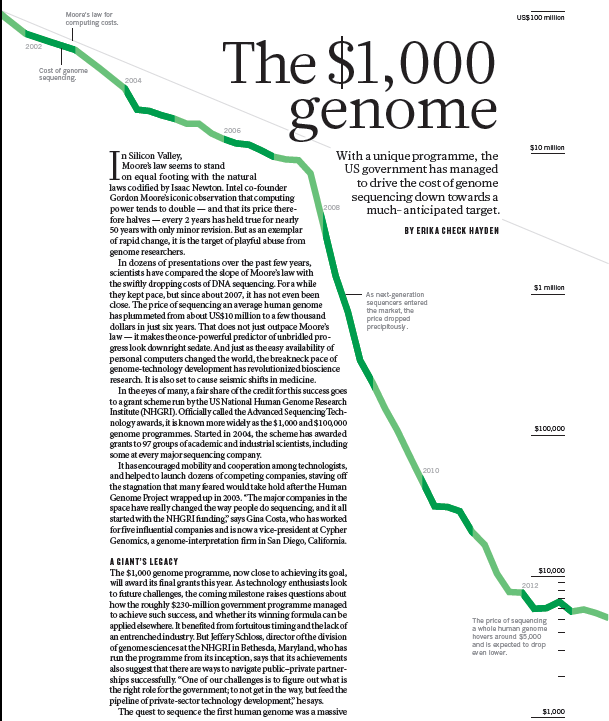 Moore's law for
computing costs.
US$100 million
2002
Cost of genome
sequencing.
2004
The $1,000
genome
2006
$10 million
With a unique programme, the
US government has managed
to drive the cost of genome
sequencing down towards a
much- anticipated target.
BY ERIKA CHECK HAYDEN
In Silicon Valley,
Moore's law seems to stand
on equal footing with the natural
laws codified by Isaac Newton. Intel co-founder
Gordon Moore's iconic observation that computing
power tends to double — and that its price there-
fore halves — every 2 years has held true for nearly
50 years with only minor revision. But as an exemplar
of rapid change, it is the target of playful abuse from
genome researchers.
In dozens of presentations over the past few years,
scientists have compared the slope of Moore's law with
the swiftly dropping costs of DNA sequencing. For a while
they kept pace, but since about 2007, it has not even been
close. The price of sequencing an average human genome
has plummeted from about US$10 million to a few thousand
dollars in just six years. That does not just outpace Moore's
law — it makes the once-powerful predictor of unbridled pro-
gress look downright sedate. And just as the easy availability of
personal computers changed the world, the breakneck pace of
genome-technology development has revolutionized bioscience
research. It is also set to cause seismic shifts in medicine.
In the eyes of many, a fair share of the credit for this success goes
to a grant scheme run by the US National Human Genome Research
Institute (NHGRI). Officially called the Advanced Sequencing Tech-
nology awards, it is known more widely as the $1,000 and $100,000
genome programmes. Started in 2004, the scheme has awarded
grants to 97 groups of academic and industrial scientists, including
some at every major sequencing company.
It has encouraged mobility and cooperation among technologists,
and helped to launch dozens of competing companies, staving off
the stagnation that many feared would take hold after the Human
Genome Project wrapped up in 2003. "The major companies in the
space have really changed the way people do sequencing, and it all
started with the NHGRI funding," says Gina Costa, who has worked
for five influential companies and is now a vice-president at Cypher
Genomics, a genome-interpretation firm in San Diego, California.
A GIANT'S LEGACY
The $1,000 genome programme, now close to achieving its goal,
will award its final grants this year. As technology enthusiasts look
to future challenges, the coming milestone raises questions about
how the roughly $230-million government programme managed
to achieve such success, and whether its winning formula can be
applied elsewhere. It benefited from fortuitous timing and the lack of
an entrenched industry. But Jeffery Schloss, director of the division
of genome sciences at the NHGRI in Bethesda, Maryland, who has
run the programme from its inception, says that its achievements
also suggest that there are ways to navigate public–private partner-
ships successfully. "One of our challenges is to figure out what is
the right role for the government; to not get in the way, but feed the
pipeline of private-sector technology development," he says.
The quest to sequence the first human genome was a massive
2008
$1 million
As next-generation
sequencers entered
the market, the
price dropped
precipitously.
$100,000
2010
$10,000
2012
The price of sequencing
a whole human genome
hovers around $5,000
and is expected to drop
even lower.
$1,000